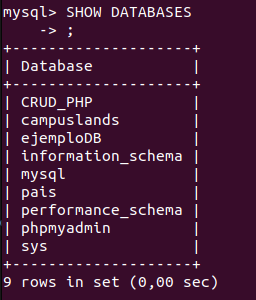 mysql> SHOW DATABASES
    -> ;
+--------------------+
| Database           |
+--------------------+
| CRUD_PHP           |
| campuslands        |
| ejemploDB          |
| information_schema |
| mysql              |
| pais               |
| performance_schema |
| phpmyadmin         |
| sys                |
+--------------------+
9 rows in set (0,00 sec)